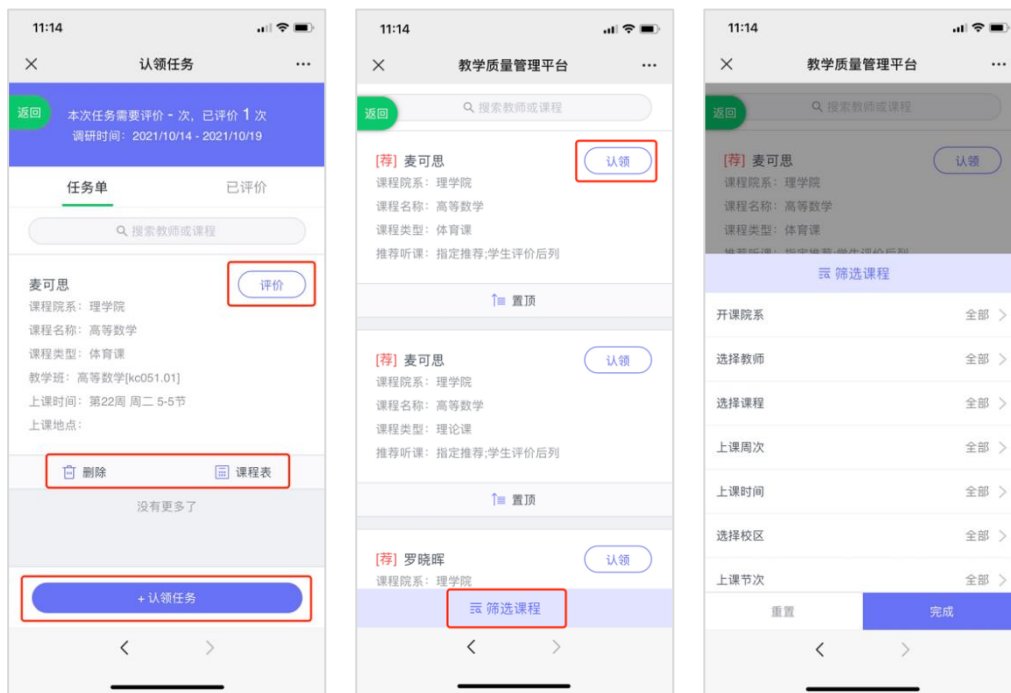 11:14
认领任务
返回
本次任务需要评价 - 次，已评价 1 次
调研时间：2021/10/14 - 2021/10/19
任务单
已评价
搜索教师或课程
麦可思
评价
课程院系：理学院
课程名称：高等数学
课程类型：体育课
教学班：高等数学[kc051.01]
上课时间：第22周 周二 5-5节
上课地点：
删除
课程表
没有更多了
+ 认领任务
11:14
教学质量管理平台
返回
搜索教师或课程
[荐] 麦可思
认领
课程院系：理学院
课程名称：高等数学
课程类型：体育课
推荐听课：指定推荐;学生评价后列
置顶
[荐] 麦可思
认领
课程院系：理学院
课程名称：高等数学
课程类型：理论课
推荐听课：指定推荐;学生评价后列
置顶
[荐] 罗晓晖
认领
课程院系：理学院
筛选课程
11:14
教学质量管理平台
返回
搜索教师或课程
[荐] 麦可思
认领
课程院系：理学院
课程名称：高等数学
课程类型：体育课
推荐听课：指定推荐;学生评价后列
筛选课程
开课院系 全部
选择教师 全部
选择课程 全部
上课周次 全部
上课时间 全部
选择校区 全部
上课节次 全部
重置
完成